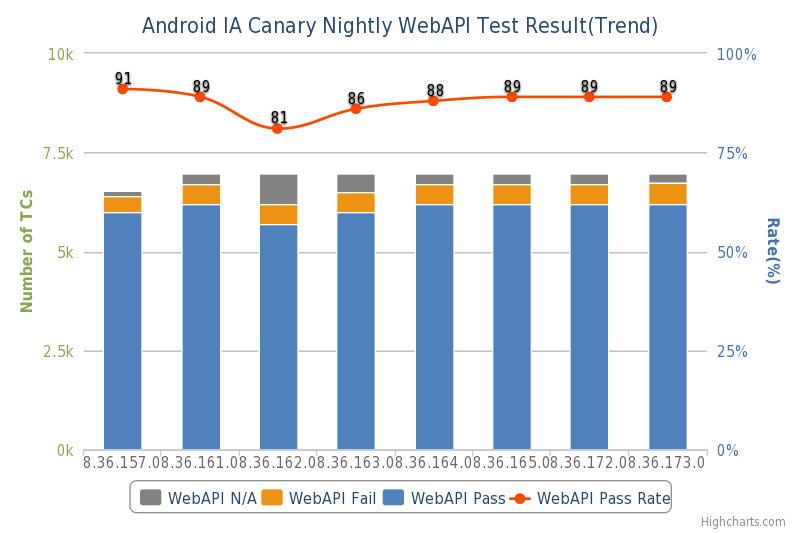 Android IA Canary Nightly WebAPI Test Result(Trend)
10k
100%
91
89
81
86
88
89
89
89
7.5k
75%
Number of TCs
Rate(%)
5k
50%
2.5k
25%
0k
0%
8.36.157.0 8.36.161.0 8.36.162.0 8.36.163.0 8.36.164.0 8.36.165.0 8.36.172.0 8.36.173.0
WebAPI N/A WebAPI Fail WebAPI Pass WebAPI Pass Rate
Highcharts.com